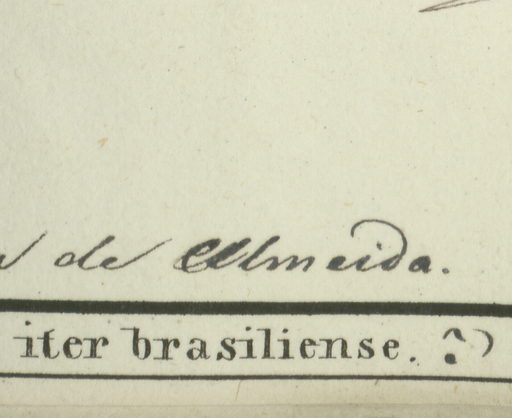 de Almeida.
iter brasiliense. ?)